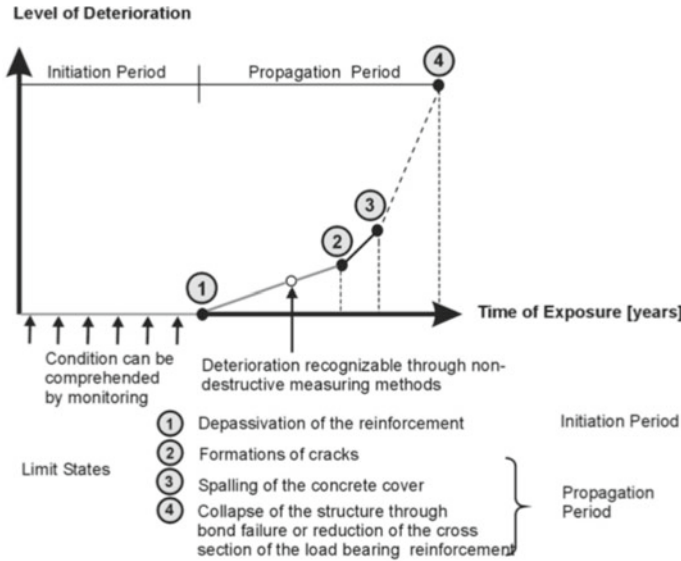 Level of Deterioration
Initiation Period
Propagation Period
4
3
2
1
Time of Exposure [years]
Condition can be
comprehended
by monitoring
Deterioration recognizable through non-
destructive measuring methods
Limit States
1 Depassivation of the reinforcement
Initiation Period
2 Formations of cracks
3 Spalling of the concrete cover
4 Collapse of the structure through
bond failure or reduction of the cross
section of the load bearing reinforcement
Propagation
Period